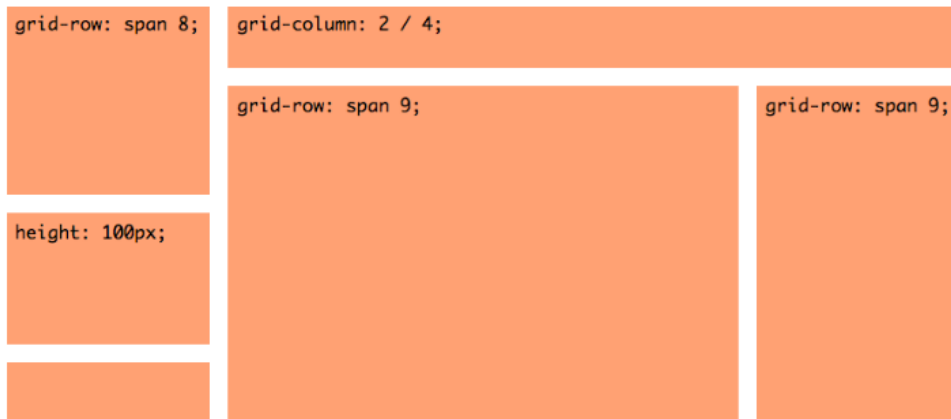 grid-row: span 8;
grid-column: 2 / 4;
grid-row: span 9;
grid-row: span 9;
height: 100px;